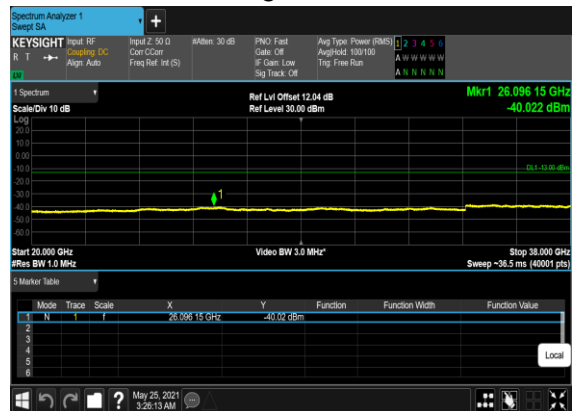 Spectrum Analyzer 1
Swept SA
+
KEYSIGHT Input: RF Input Z: 50 Ω #Atten: 30 dB PNO: Fast Avg Type: Power (RMS) 1 2 3 4 5 6
R T Coupling: DC Corr CCorr Gate: Off Avg|Hold: 100/100 A W W W W W
Align: Auto Freq Ref: Int (S) IF Gain: Low Trig: Free Run
Sig Track: Off A N N N N N
1 Spectrum Ref Lvl Offset 12.04 dB Mkr1 26.096 15 GHz
Scale/Div 10 dB Ref Level 30.00 dBm -40.022 dBm
Log
20.0
10.0
0.00
-10.0 DL1 -13.00 dBm
-20.0
-30.0 1
-40.0
-50.0
-60.0
Start 20.000 GHz Video BW 3.0 MHz* Stop 38.000 GHz
#Res BW 1.0 MHz Sweep ~36.5 ms (40001 pts)
5 Marker Table
Mode Trace Scale X Y Function Function Width Function Value
1 N 1 f 26.096 15 GHz -40.02 dBm
2
3
4
5
6
Local
? May 25, 2021
3:26:13 AM